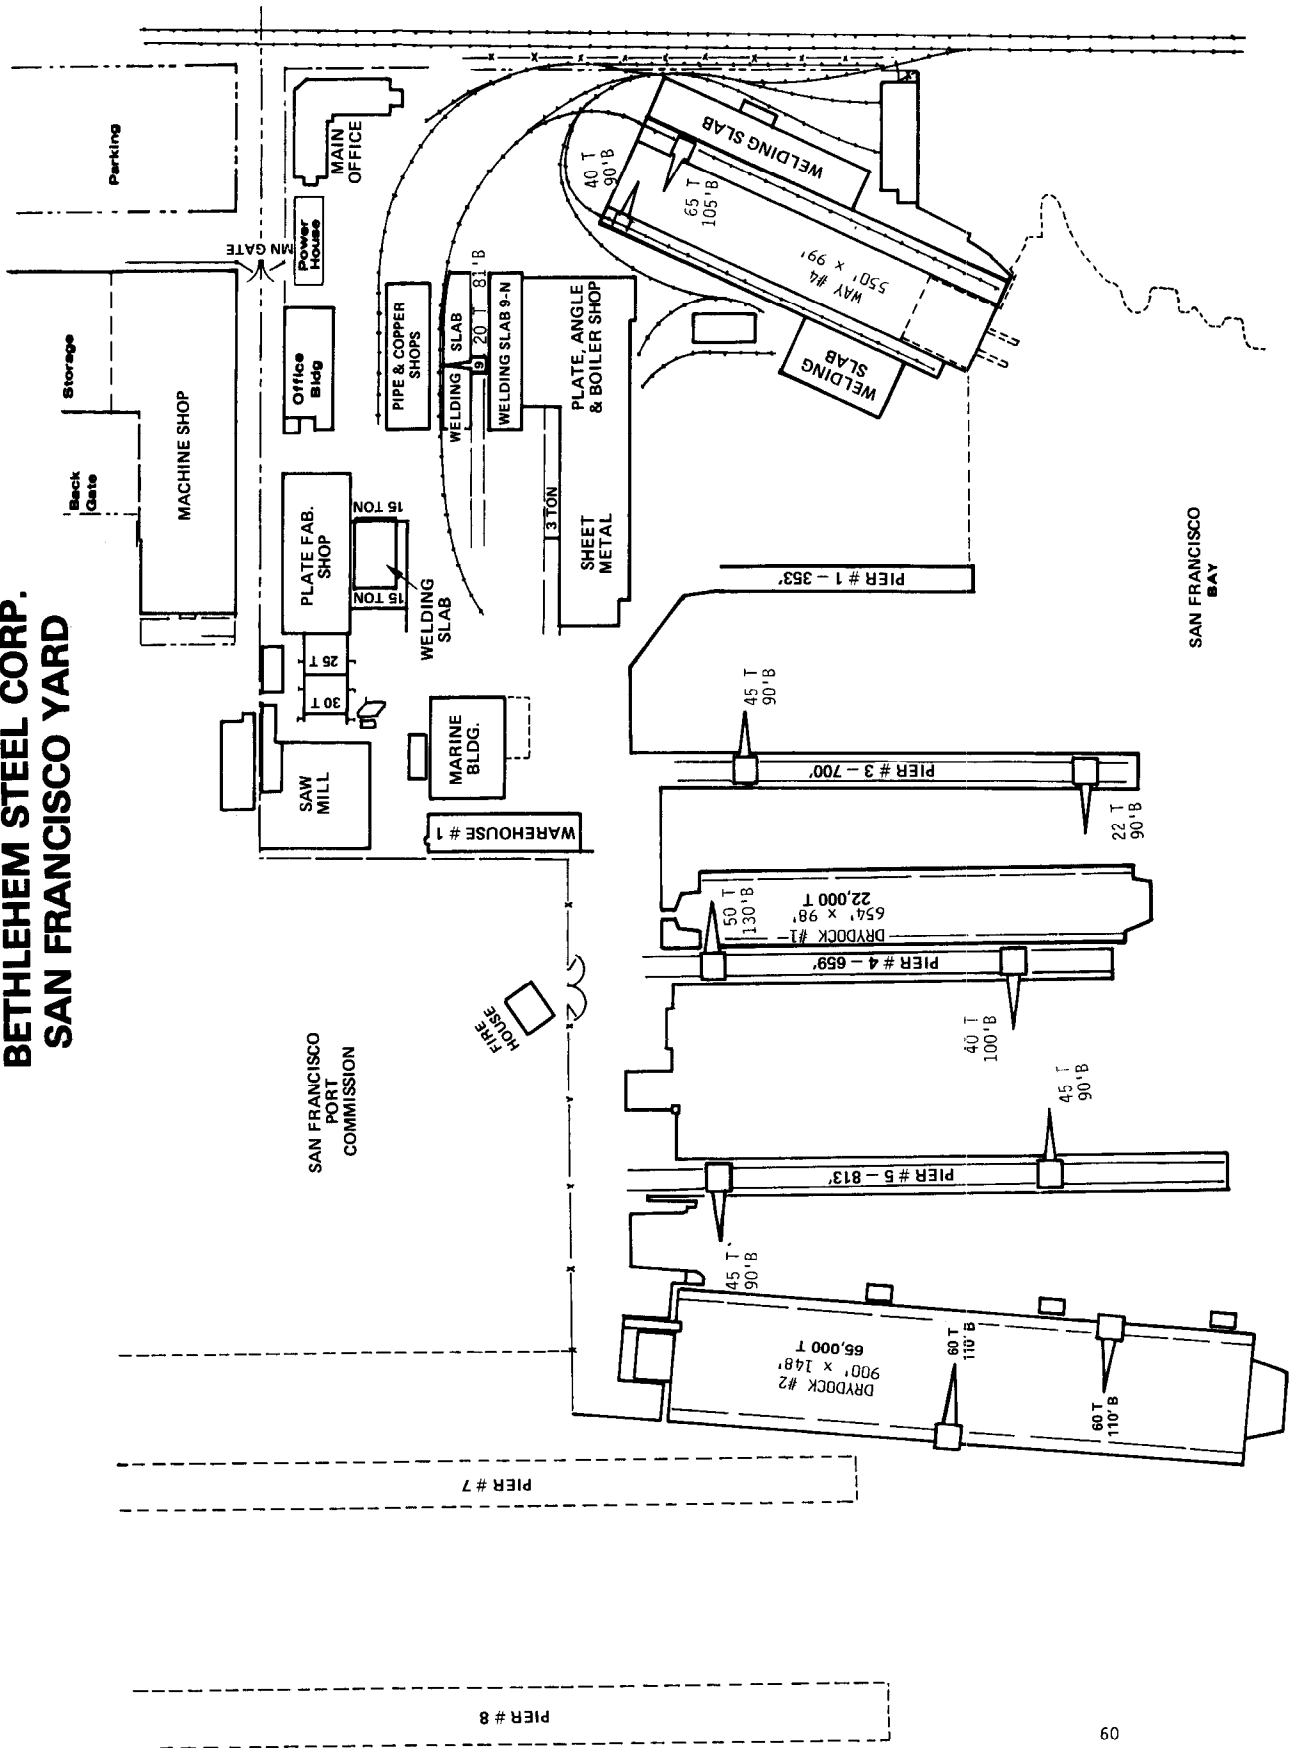 BETHLEHEM STEEL CORP.
SAN FRANCISCO YARD
Parking
MAIN
OFFICE
MN GATE
Power
House
Storage
Back
Gate
MACHINE SHOP
Office
Bldg
PIPE & COPPER
SHOPS
WELDING SLAB
9
20 T 81'B
WELDING SLAB 9-N
PLATE, ANGLE
& BOILER SHOP
SHEET
METAL
3 TON
PLATE FAB.
SHOP
15 TON
15 TON
WELDING
SLAB
25 T
30 T
SAW
MILL
MARINE
BLDG.
WAREHOUSE # 1
WELDING SLAB
40 T
90'B
65 T
105'B
WAY #4
550' x 99'
WELDING
SLAB
SAN FRANCISCO
BAY
PIER # 1 – 353'
45 T
90'B
PIER # 3 – 700'
22 T
90'B
50 T
130'B
DRYDOCK #1
654' x 98'
22,000 T
PIER # 4 – 659'
40 T
100'B
FIRE
HOUSE
SAN FRANCISCO
PORT
COMMISSION
45 T
90'B
PIER # 5 – 813'
45 T
90'B
DRYDOCK #2
900' x 148'
65,000 T
60 T
110' B
60 T
110' B
PIER # 7
PIER # 8
60